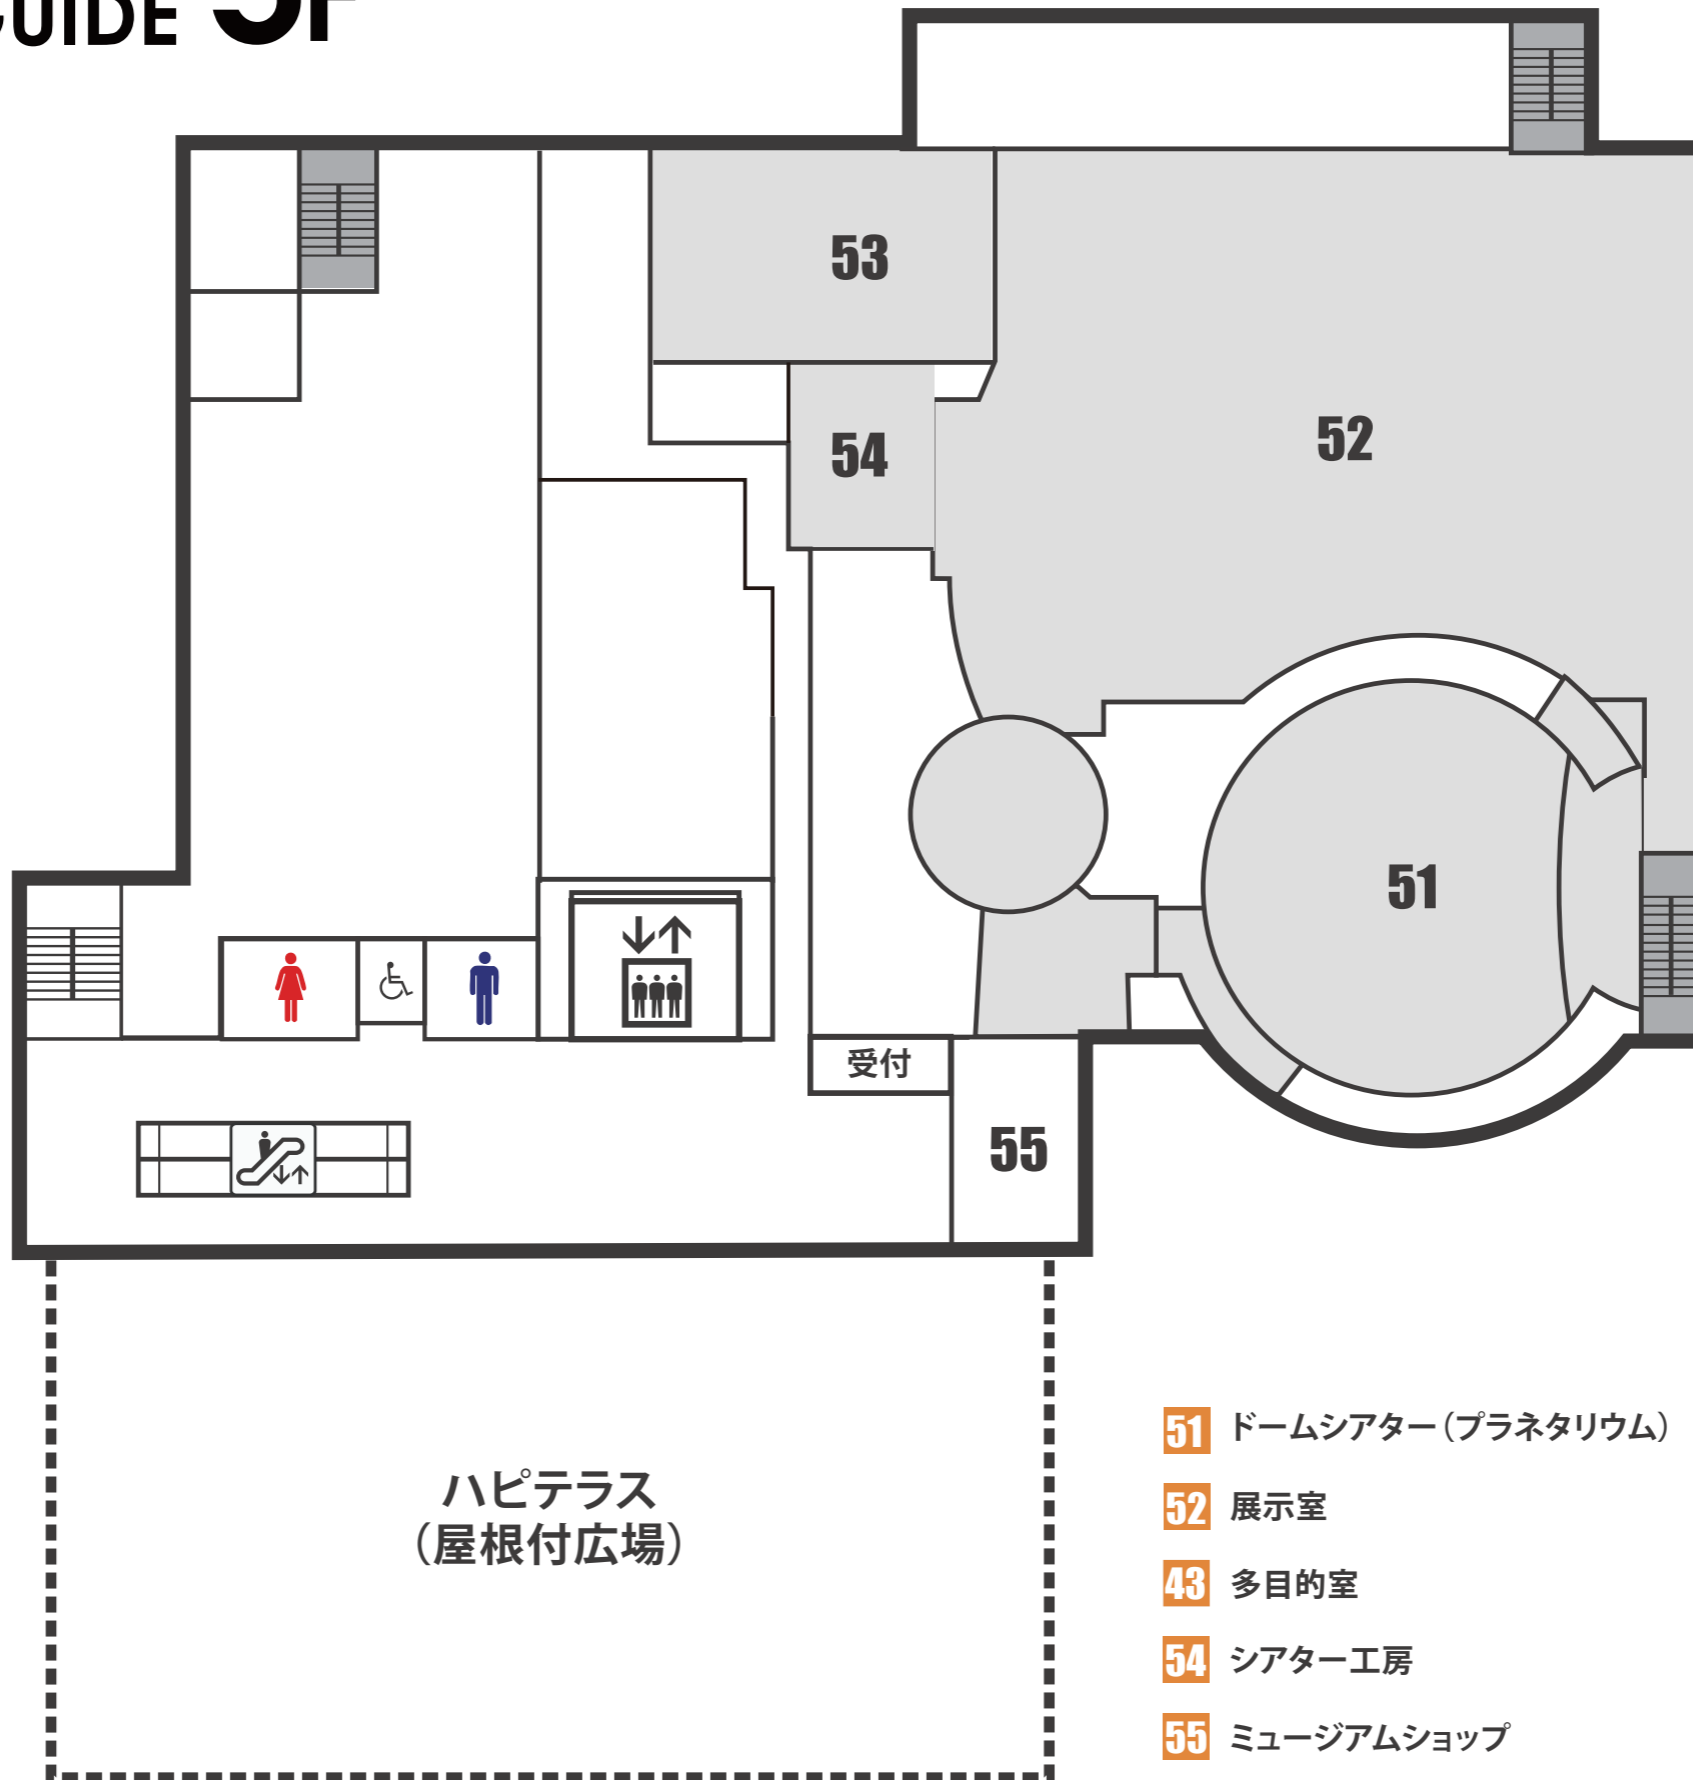 GUIDE 5F
53
52
54
51
受付
55
ハピテラス
（屋根付広場）
51 ドームシアター（プラネタリウム）
52 展示室
43 多目的室
54 シアター工房
55 ミュージアムショップ